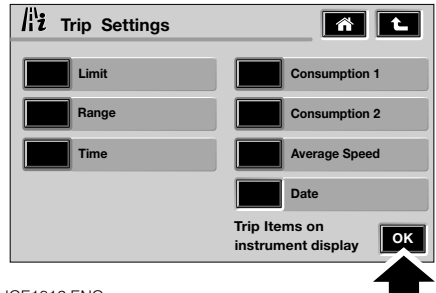 Trip Settings
Limit
Range
Time
Consumption 1
Consumption 2
Average Speed
Date
Trip Items on
instrument display
OK